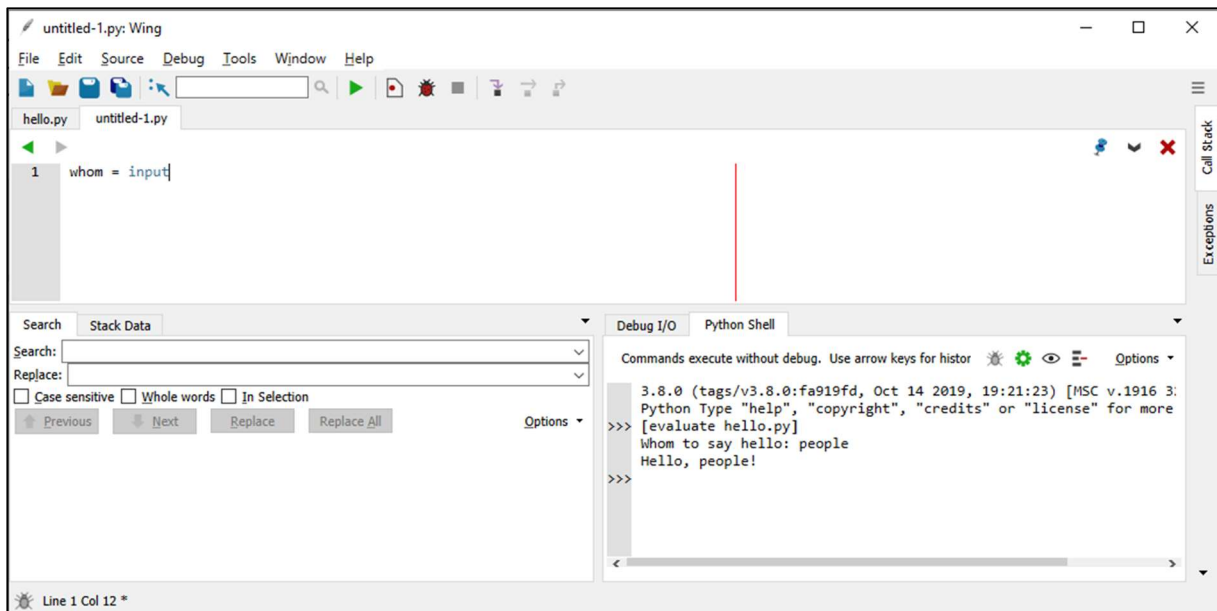 untitled-1.py: Wing
File Edit Source Debug Tools Window Help
hello.py untitled-1.py
1 whom = input
Call Stack
Exceptions
Search Stack Data
Search:
Replace:
Case sensitive Whole words In Selection
Previous Next Replace Replace All Options
Debug I/O Python Shell
Commands execute without debug. Use arrow keys for histor Options
3.8.0 (tags/v3.8.0:fa919fd, Oct 14 2019, 19:21:23) [MSC v.1916 3
Python Type "help", "copyright", "credits" or "license" for more
>>> [evaluate hello.py]
Whom to say hello: people
Hello, people!
>>>
Line 1 Col 12 *